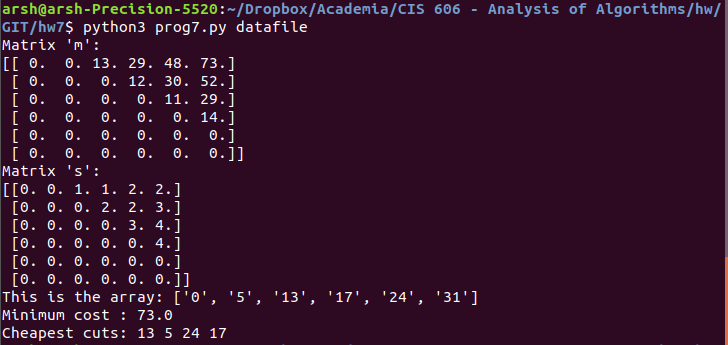 arsh@arsh-Precision-5520:~/Dropbox/Academia/CIS 606 - Analysis of Algorithms/hw/
GIT/hw7$ python3 prog7.py datafile
Matrix 'm':
[[ 0.  0. 13. 29. 48. 73.]
 [ 0.  0.  0. 12. 30. 52.]
 [ 0.  0.  0.  0. 11. 29.]
 [ 0.  0.  0.  0.  0. 14.]
 [ 0.  0.  0.  0.  0.  0.]
 [ 0.  0.  0.  0.  0.  0.]]
Matrix 's':
[[0. 0. 1. 1. 2. 2.]
 [0. 0. 0. 2. 2. 3.]
 [0. 0. 0. 0. 3. 4.]
 [0. 0. 0. 0. 0. 4.]
 [0. 0. 0. 0. 0. 0.]
 [0. 0. 0. 0. 0. 0.]]
This is the array: ['0', '5', '13', '17', '24', '31']
Minimum cost : 73.0
Cheapest cuts: 13 5 24 17